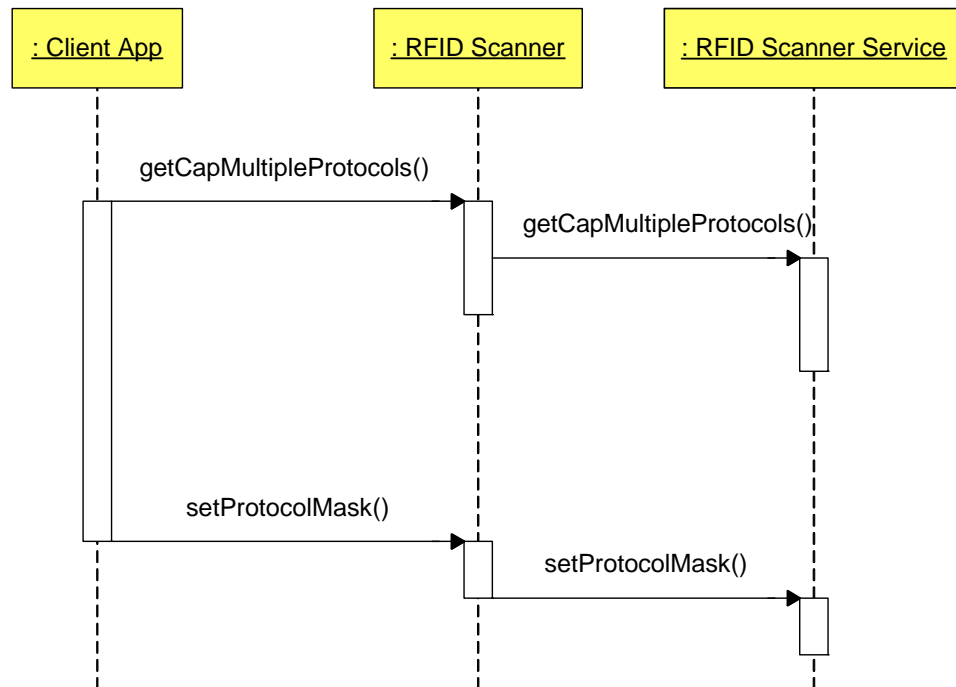 : Client App
: RFID Scanner
: RFID Scanner Service
getCapMultipleProtocols()
getCapMultipleProtocols()
setProtocolMask()
setProtocolMask()